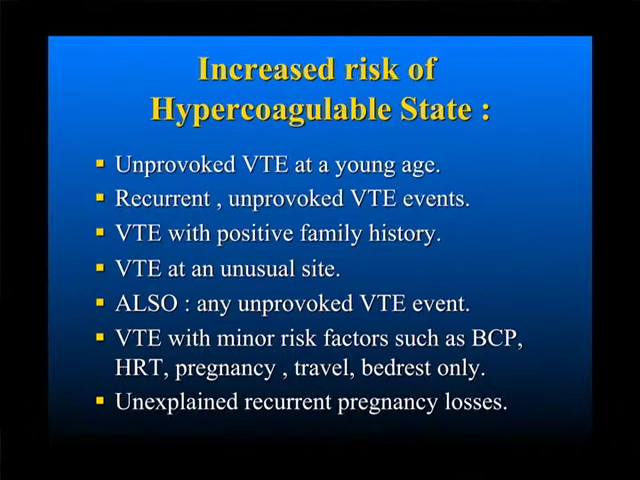 Increased risk of
Hypercoagulable State :
Unprovoked VTE at a young age.
Recurrent , unprovoked VTE events.
VTE with positive family history.
VTE at an unusual site.
ALSO : any unprovoked VTE event.
VTE with minor risk factors such as BCP,
HRT, pregnancy , travel, bedrest only.
Unexplained recurrent pregnancy losses.